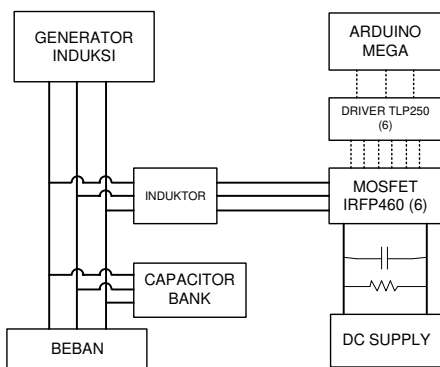 GENERATOR
INDUKSI
ARDUINO
MEGA
DRIVER TLP250
(6)
INDUKTOR
MOSFET
IRFP460 (6)
CAPACITOR
BANK
BEBAN
DC SUPPLY